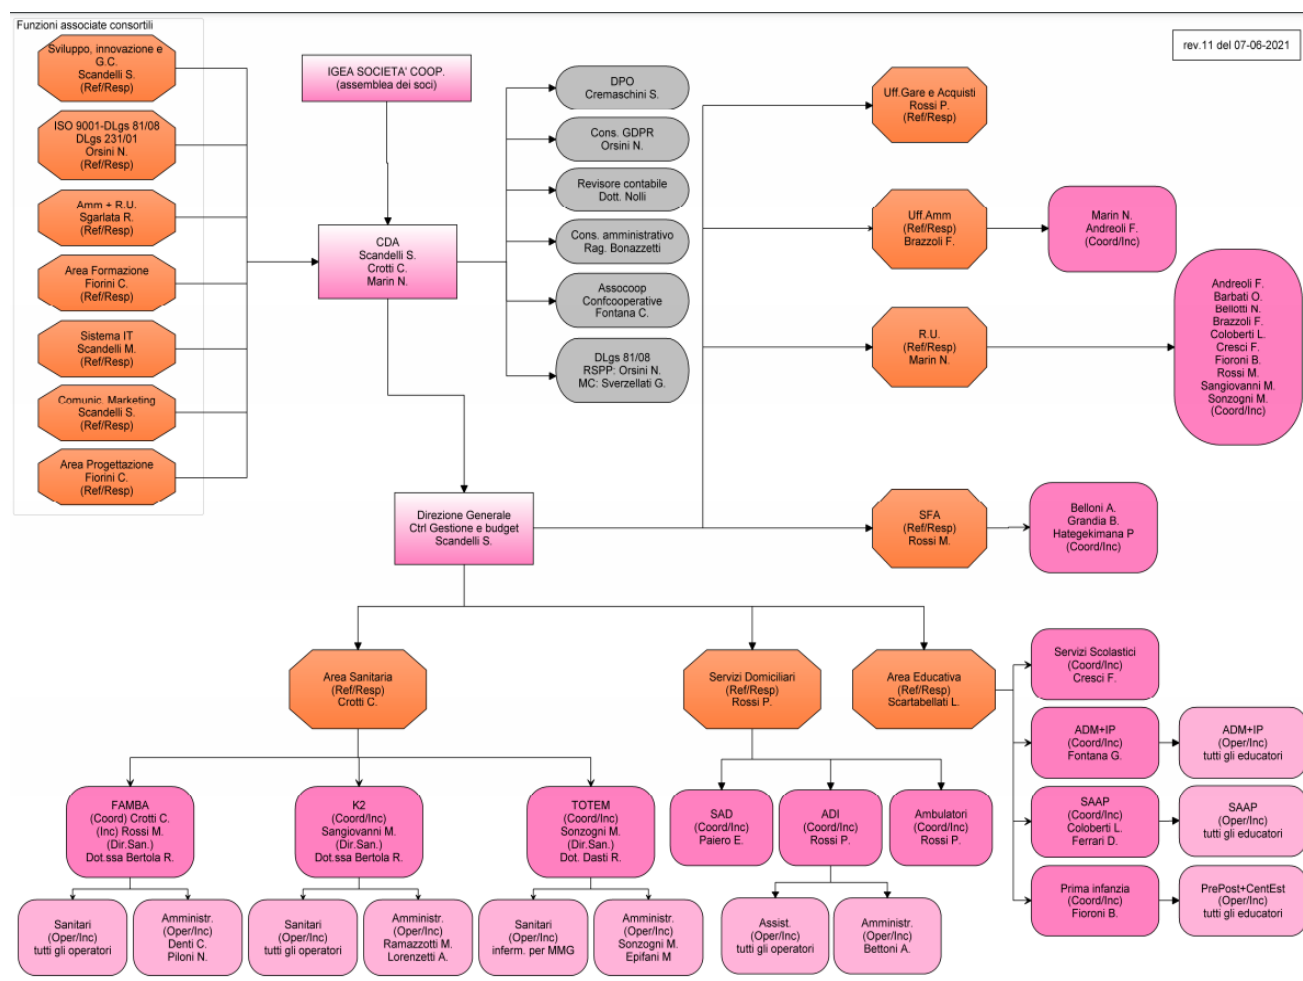 Funzioni associate consortili
rev.11 del 07-06-2021
Sviluppo, innovazione e
G.C.
Scandelli S.
(Ref/Resp)
ISO 9001-DLgs 81/08
DLgs 231/01
Orsini N.
(Ref/Resp)
Amm + R.U.
Sgarlata R.
(Ref/Resp)
Area Formazione
Fiorini C.
(Ref/Resp)
Sistema IT
Scandelli M.
(Ref/Resp)
Comunic. Marketing
Scandelli S.
(Ref/Resp)
Area Progettazione
Fiorini C.
(Ref/Resp)
IGEA SOCIETA' COOP.
(assemblea dei soci)
CDA
Scandelli S.
Crotti C.
Marin N.
DPO
Cremaschini S.
Cons. GDPR
Orsini N.
Revisore contabile
Dott. Nolli
Cons. amministrativo
Rag. Bonazzetti
Assocoop
Confcooperative
Fontana C.
DLgs 81/08
RSPP: Orsini N.
MC: Sverzellati G.
Uff.Gare e Acquisti
Rossi P.
(Ref/Resp)
Uff.Amm
(Ref/Resp)
Brazzoli F.
Marin N.
Andreoli F.
(Coord/Inc)
R.U.
(Ref/Resp)
Marin N.
Andreoli F.
Barbati O.
Bellotti N.
Brazzoli F.
Coloberti L.
Cresci F.
Fioroni B.
Rossi M.
Sangiovanni M.
Sonzogni M.
(Coord/Inc)
Direzione Generale
Ctrl Gestione e budget
Scandelli S.
SFA
(Ref/Resp)
Rossi M.
Belloni A.
Grandia B.
Hategekimana P
(Coord/Inc)
Area Sanitaria
(Ref/Resp)
Crotti C.
Servizi Domiciliari
(Ref/Resp)
Rossi P.
Area Educativa
(Ref/Resp)
Scartabellati L.
Servizi Scolastici
(Coord/Inc)
Cresci F.
ADM+IP
(Coord/Inc)
Fontana G.
ADM+IP
(Oper/Inc)
tutti gli educatori
SAAP
(Coord/Inc)
Coloberti L.
Ferrari D.
SAAP
(Oper/Inc)
tutti gli educatori
Prima infanzia
(Coord/Inc)
Fioroni B.
PrePost+CentEst
(Oper/Inc)
tutti gli educatori
FAMBA
(Coord) Crotti C.
(Inc) Rossi M.
(Dir.San.)
Dot.ssa Bertola R.
K2
(Coord/Inc)
Sangiovanni M.
(Dir.San.)
Dot.ssa Bertola R.
TOTEM
(Coord/Inc)
Sonzogni M.
(Dir.San.)
Dot. Dasti R.
SAD
(Coord/Inc)
Paiero E.
ADI
(Coord/Inc)
Rossi P.
Ambulatori
(Coord/Inc)
Rossi P.
Sanitari
(Oper/Inc)
tutti gli operatori
Amministr.
(Oper/Inc)
Denti C.
Piloni N.
Sanitari
(Oper/Inc)
tutti gli operatori
Amministr.
(Oper/Inc)
Ramazzotti M.
Lorenzetti A.
Sanitari
(Oper/Inc)
inferm. per MMG
Amministr.
(Oper/Inc)
Sonzogni M.
Epifani M
Assist.
(Oper/Inc)
tutti gli operatori
Amministr.
(Oper/Inc)
Bettoni A.